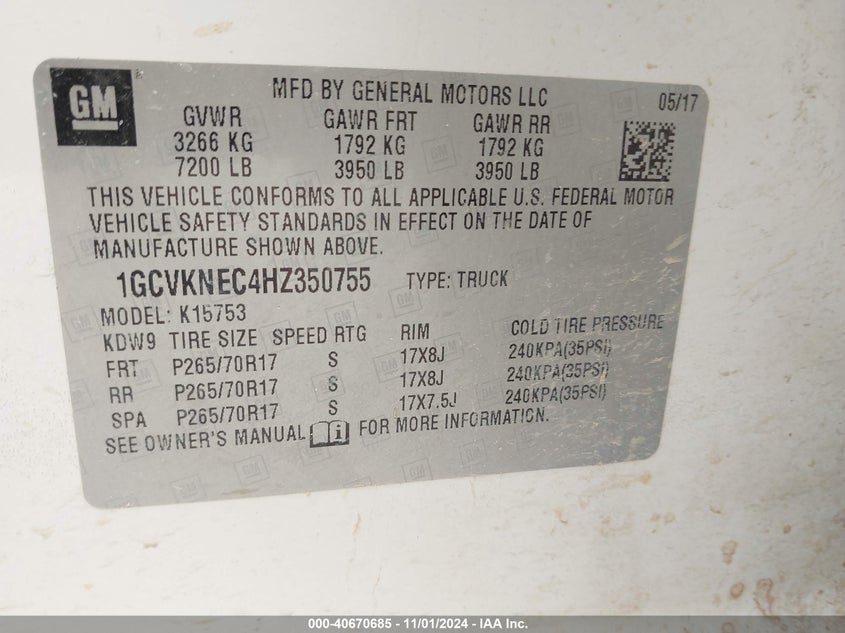 GM
MFD BY GENERAL MOTORS LLC 05/17
GVWR GAWR FRT GAWR RR
3266 KG 1792 KG 1792 KG
7200 LB 3950 LB 3950 LB
THIS VEHICLE CONFORMS TO ALL APPLICABLE U.S. FEDERAL MOTOR
VEHICLE SAFETY STANDARDS IN EFFECT ON THE DATE OF
MANUFACTURE SHOWN ABOVE.
1GCVKNEC4HZ350755 TYPE: TRUCK
MODEL: K15753
KDW9 TIRE SIZE SPEED RTG RIM COLD TIRE PRESSURE
FRT P265/70R17 S 17X8J 240KPA(35PSI)
RR P265/70R17 S 17X8J 240KPA(35PSI)
SPA P265/70R17 S 17X7.5J 240KPA(35PSI)
SEE OWNER'S MANUAL i FOR MORE INFORMATION.
000-40670685 - 11/01/2024 - IAA Inc.